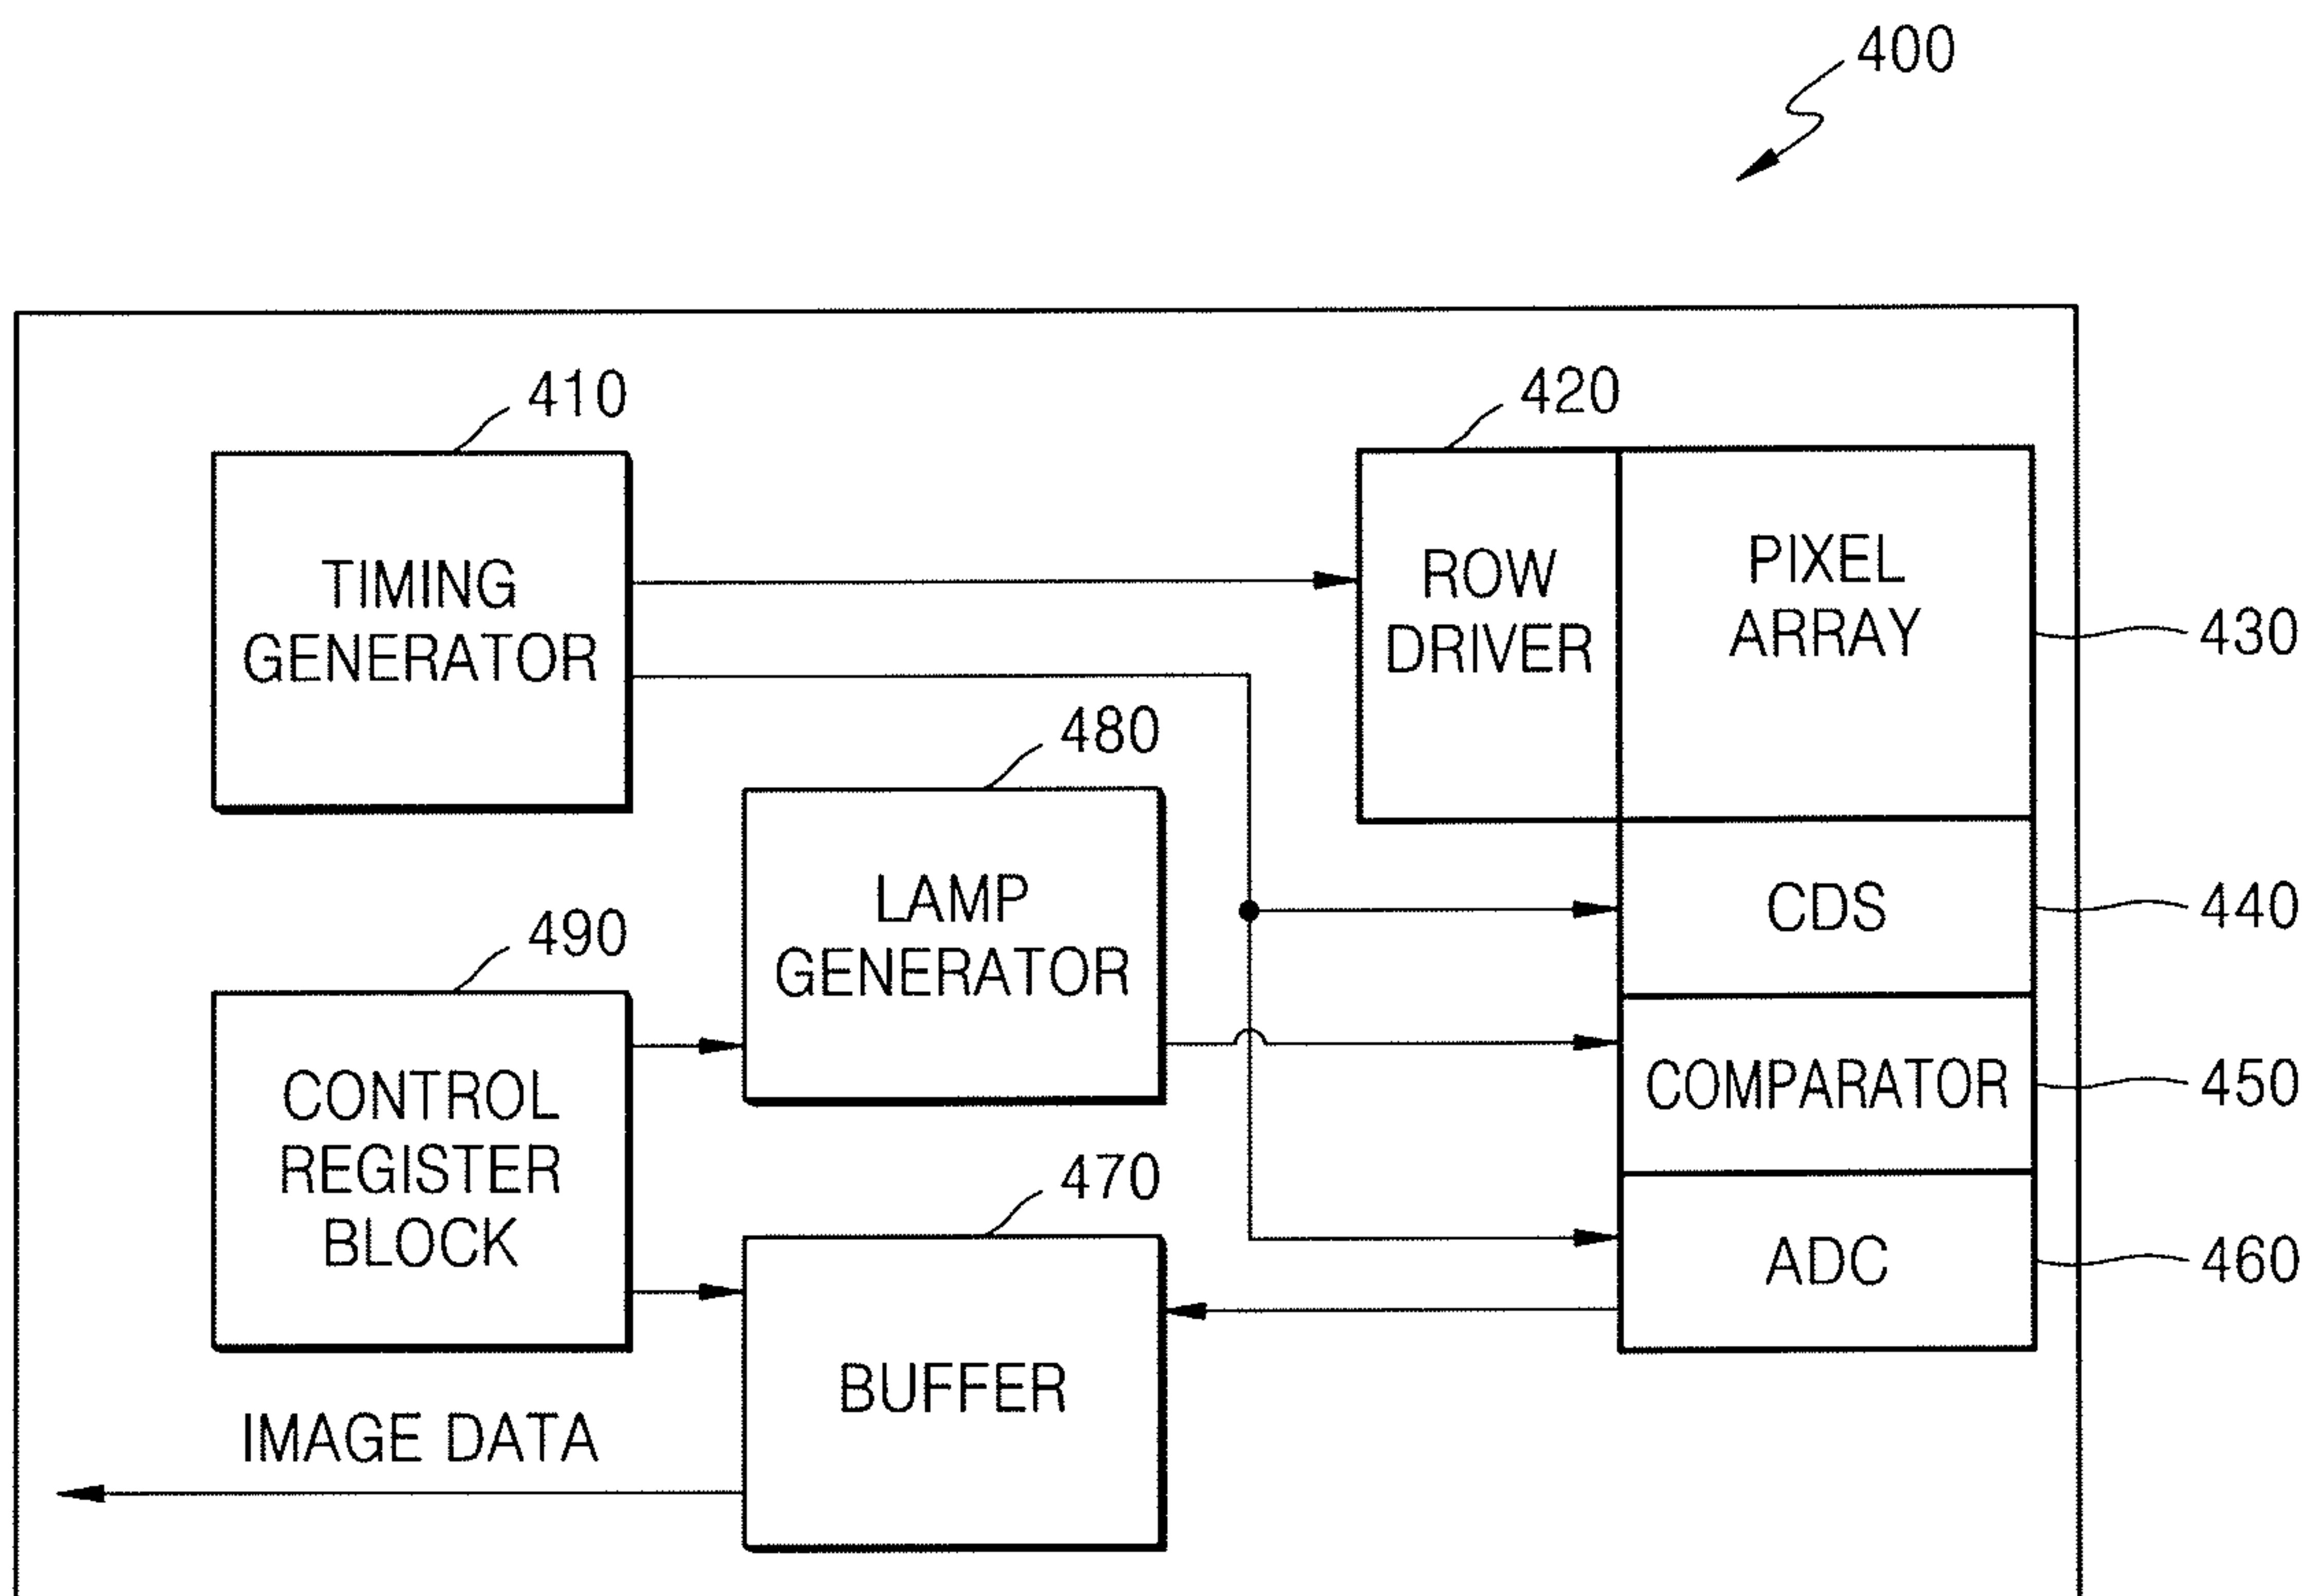 400
410
420
TIMING
GENERATOR
ROW
DRIVER
PIXEL
ARRAY
430
480
LAMP
GENERATOR
CDS
440
490
CONTROL
REGISTER
BLOCK
COMPARATOR
450
470
ADC
460
BUFFER
IMAGE DATA